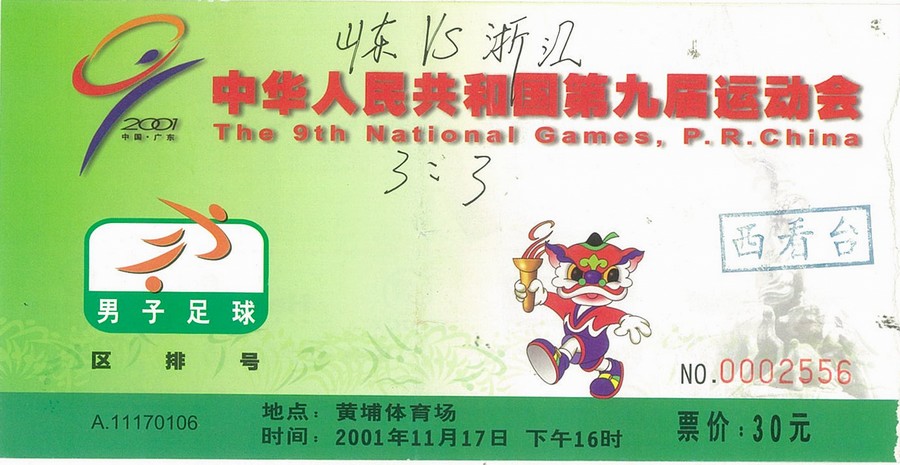 山东 VS 浙江
中华人民共和国第九届运动会
The 9th National Games, P.R.China
2001
中国·广东
3:3
西看台
男子足球
区 排 号
NO.0002556
A.11170106
地点: 黄埔体育场
时间: 2001年11月17日 下午16时
票价:30元